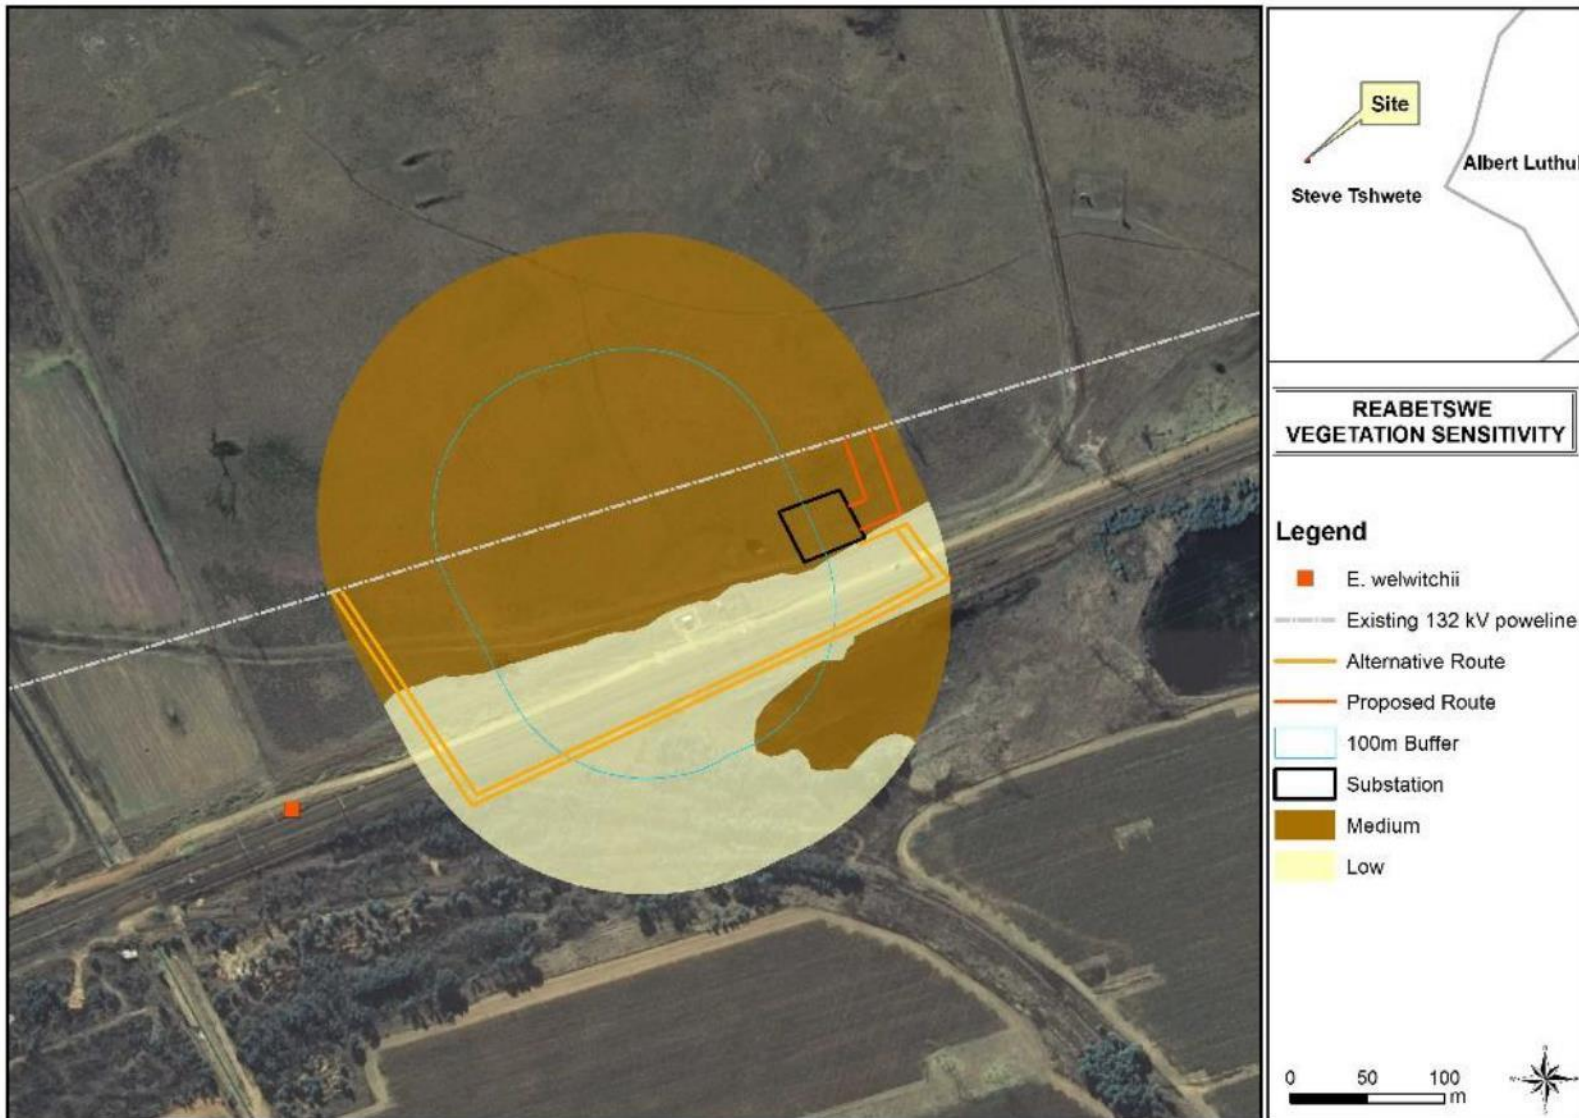 Site
Albert Luthul
Steve Tshwete
REABETSWE
VEGETATION SENSITIVITY
Legend
E. welwitchii
Existing 132 kV poweline
Alternative Route
Proposed Route
100m Buffer
Substation
Medium
Low
0 50 100
m